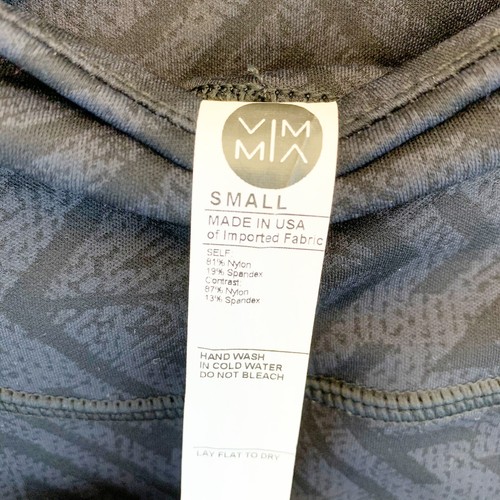 VIM
MIA
SMALL
MADE IN USA
of Imported Fabric
SELF
81% Nylon
19% Spandex
Contrast:
87% Nylon
13% Spandex
HAND WASH
IN COLD WATER
DO NOT BLEACH
LAY FLAT TO DRY